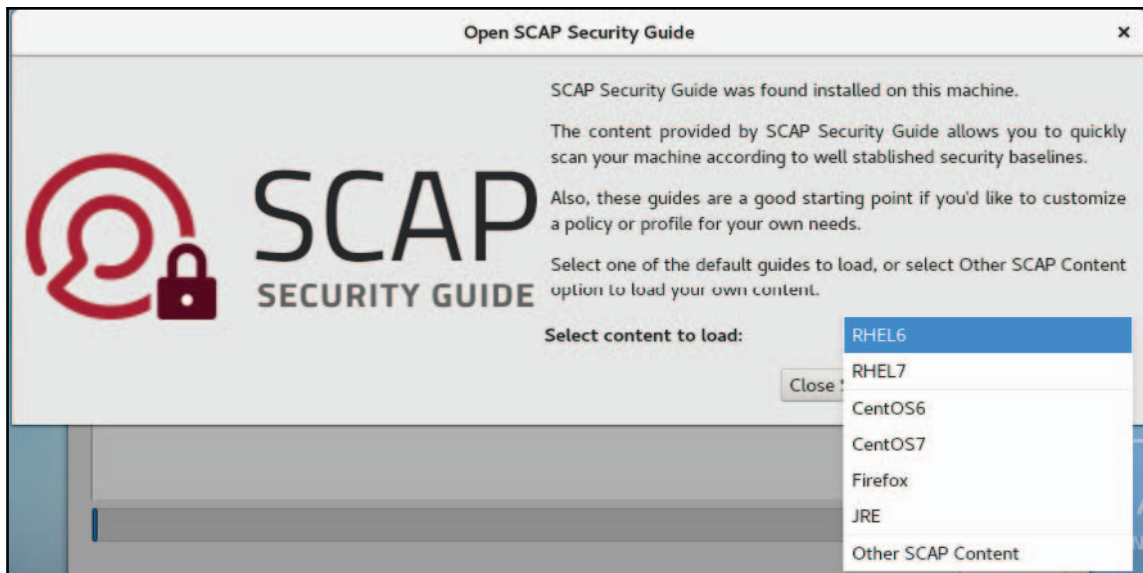 Open SCAP Security Guide
×
SCAP Security Guide was found installed on this machine.
The content provided by SCAP Security Guide allows you to quickly
scan your machine according to well stablished security baselines.
Also, these guides are a good starting point if you'd like to customize
a policy or profile for your own needs.
Select one of the default guides to load, or select Other SCAP Content
option to load your own content.
SCAP
SECURITY GUIDE
Select content to load:
RHEL6
RHEL7
Close
CentOS6
CentOS7
Firefox
JRE
Other SCAP Content